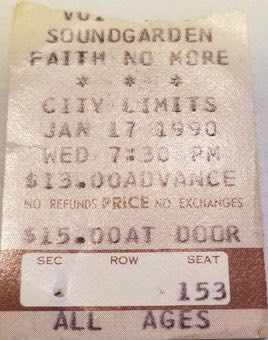 SOUNDGARDEN
FAITH NO MORE
* * *
CITY LIMITS
JAN 17 1990
WED 7:30 PM
$13.00ADVANCE
NO REFUNDS PRICE NO EXCHANGES
$15.00AT DOOR
SEC ROW SEAT
153
ALL AGES